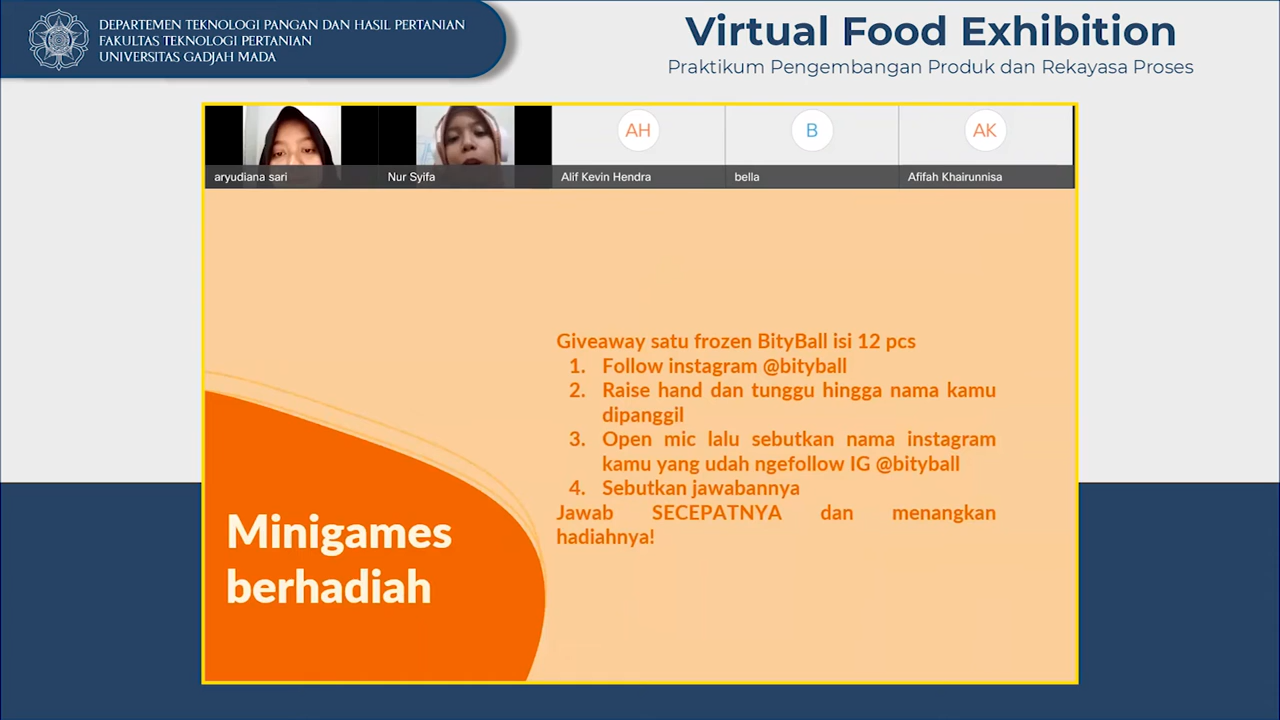 DEPARTEMEN TEKNOLOGI PANGAN DAN HASIL PERTANIAN
FAKULTAS TEKNOLOGI PERTANIAN
UNIVERSITAS GADJAH MADA
Virtual Food Exhibition
Praktikum Pengembangan Produk dan Rekayasa Proses
AH
B
AK
aryudiana sari
Nur Syifa
Alif Kevin Hendra
bella
Afifah Khairunnisa
Giveaway satu frozen BityBall isi 12 pcs
1. Follow instagram @bityball
2. Raise hand dan tunggu hingga nama kamu
dipanggil
3. Open mic lalu sebutkan nama instagram
kamu yang udah ngefollow IG @bityball
4. Sebutkan jawabannya
Jawab SECEPATNYA dan menangkan
hadiahnya!
Minigames
berhadiah